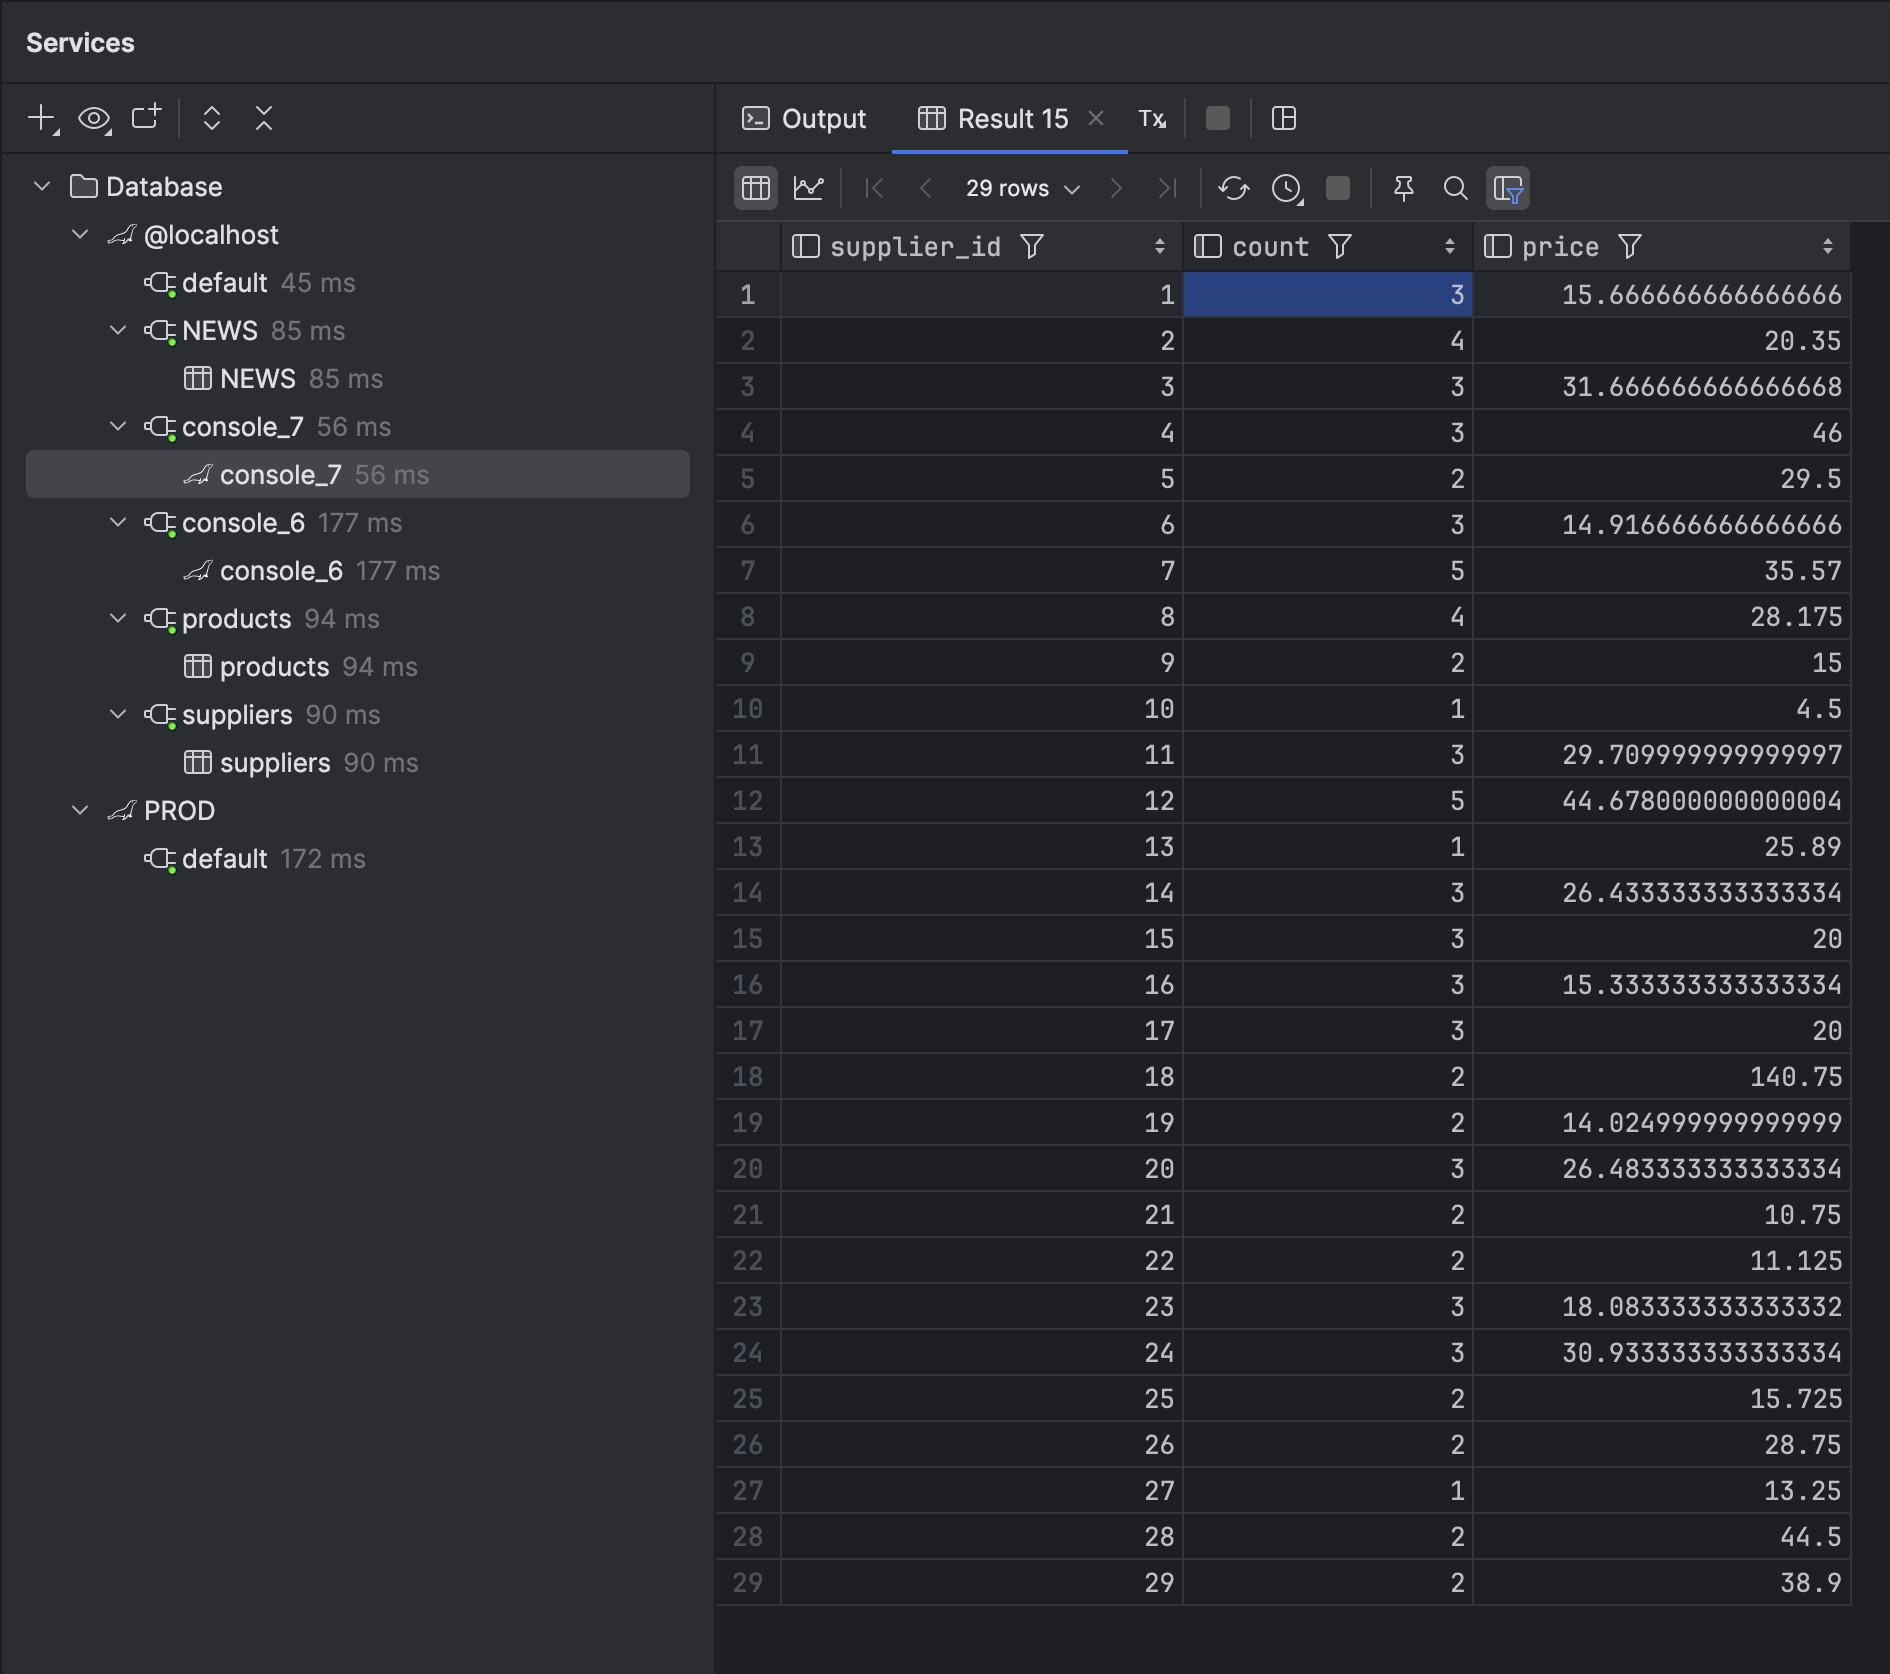 Services
Database
@localhost
default 45 ms
NEWS 85 ms
NEWS 85 ms
console_7 56 ms
console_7 56 ms
console_6 177 ms
console_6 177 ms
products 94 ms
products 94 ms
suppliers 90 ms
suppliers 90 ms
PROD
default 172 ms
Output Result 15 Tx
29 rows
supplier_id count price
1 1 3 15.666666666666666
2 2 4 20.35
3 3 3 31.666666666666668
4 4 3 46
5 5 2 29.5
6 6 3 14.916666666666666
7 7 5 35.57
8 8 4 28.175
9 9 2 15
10 10 1 4.5
11 11 3 29.709999999999997
12 12 5 44.678000000000004
13 13 1 25.89
14 14 3 26.433333333333334
15 15 3 20
16 16 3 15.333333333333334
17 17 3 20
18 18 2 140.75
19 19 2 14.024999999999999
20 20 3 26.483333333333334
21 21 2 10.75
22 22 2 11.125
23 23 3 18.083333333333332
24 24 3 30.933333333333334
25 25 2 15.725
26 26 2 28.75
27 27 1 13.25
28 28 2 44.5
29 29 2 38.9